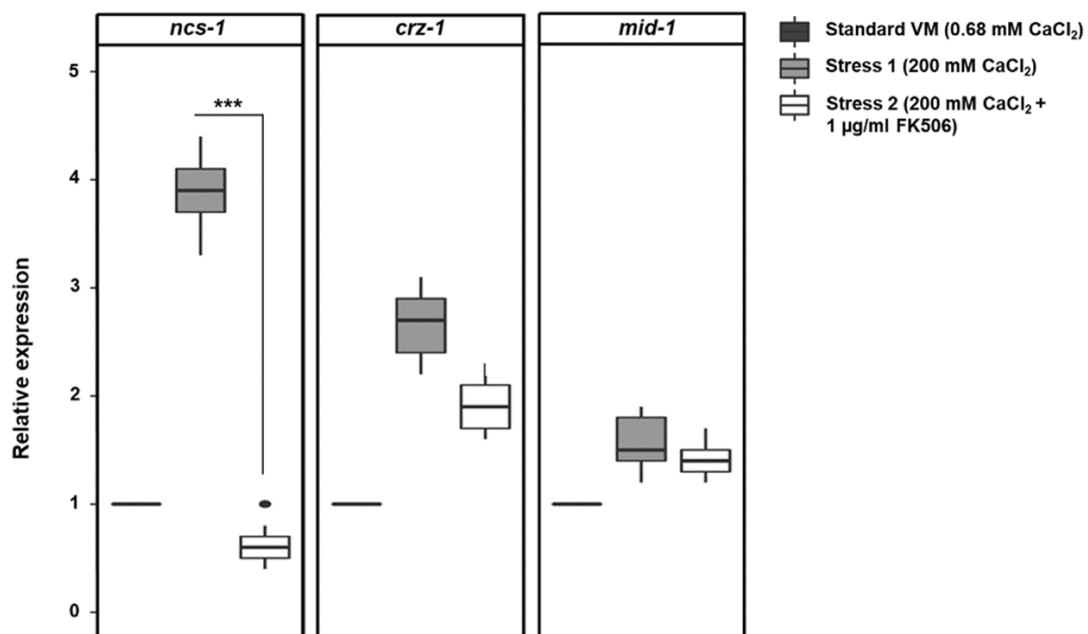 ncs-1
crz-1
mid-1
Standard VM (0.68 mM CaCl₂)
Stress 1 (200 mM CaCl₂)
Stress 2 (200 mM CaCl₂ +
1 µg/ml FK506)
Relative expression
5
4
3
2
1
0
***